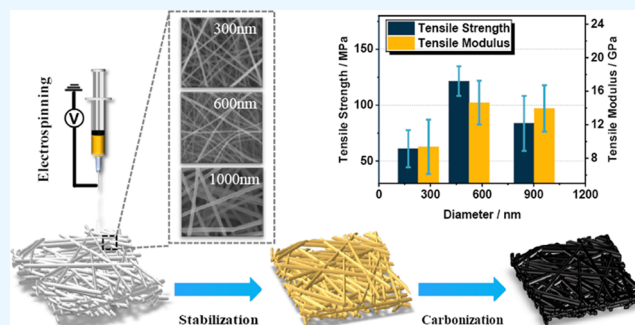 Electrospinning
V
300nm
600nm
1000nm
Tensile Strength
Tensile Modulus
Tensile Strength / MPa
150
100
50
24
20
16
12
8
Tensile Modulus / GPa
0 300 600 900 1200
Diameter / nm
Stabilization
Carbonization